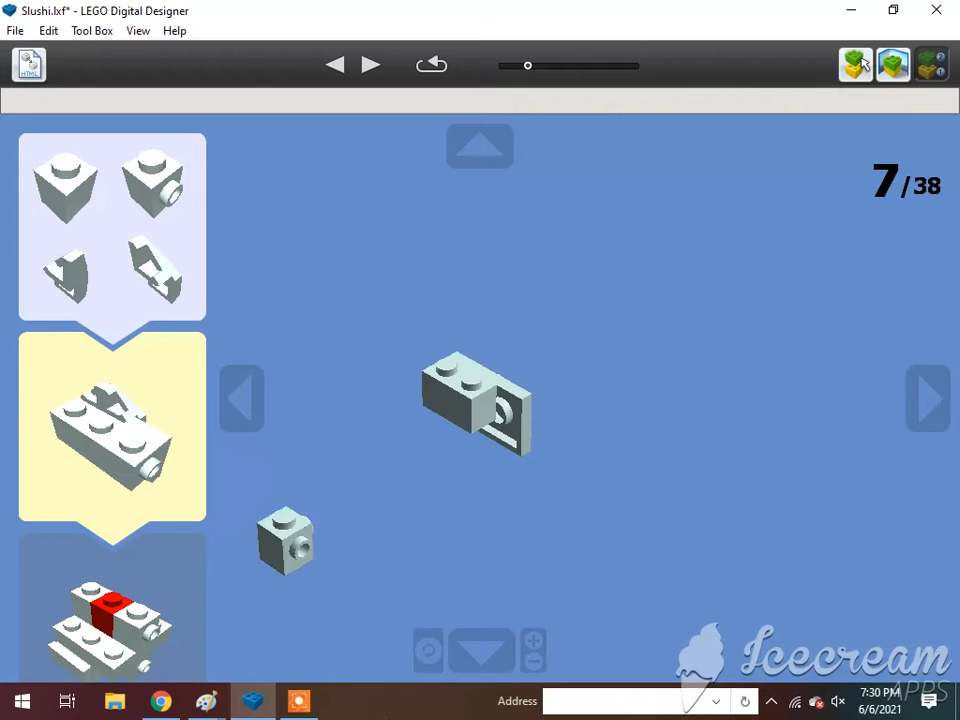 Slushi.lxf* - LEGO Digital Designer
File Edit Tool Box View Help
HTML
7/38
Icecream
APPS
Address
7:30 PM
6/6/2021